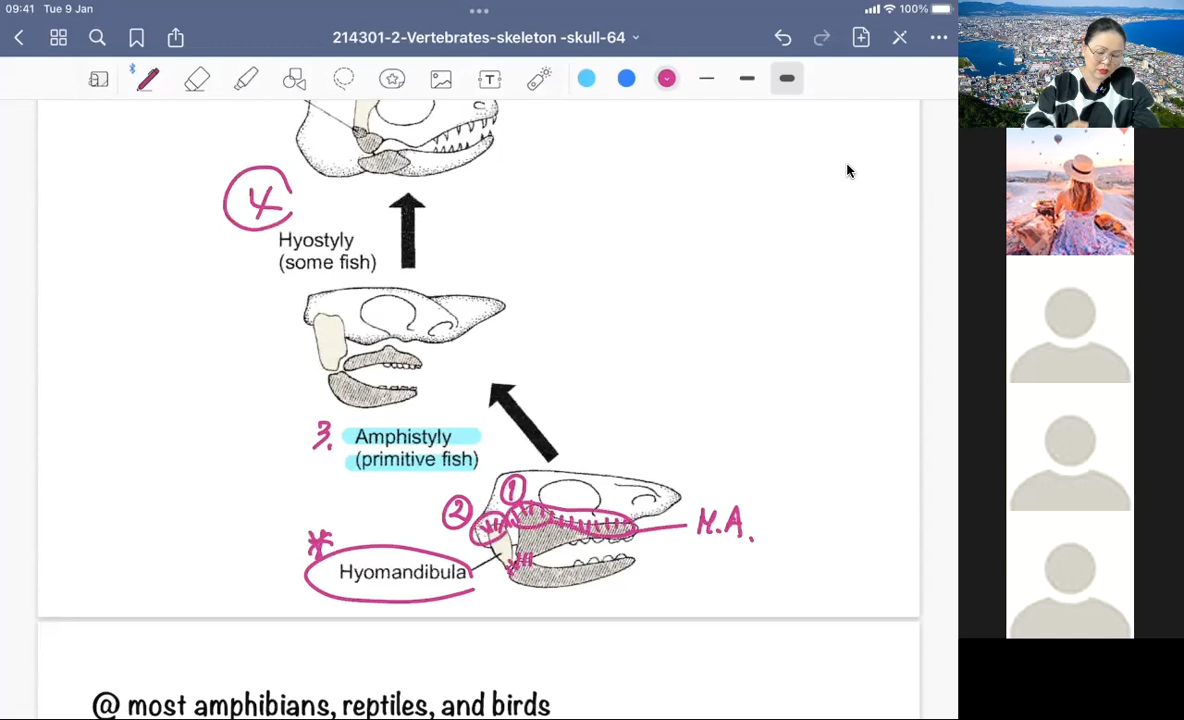 09:41 Tue 9 Jan
100%
214301-2-Vertebrates-skeleton -skull-64
4
Hyostyly
(some fish)
3. Amphistyly
(primitive fish)
1
2
M.A.
*
Hyomandibula
@ most amphibians, reptiles, and birds